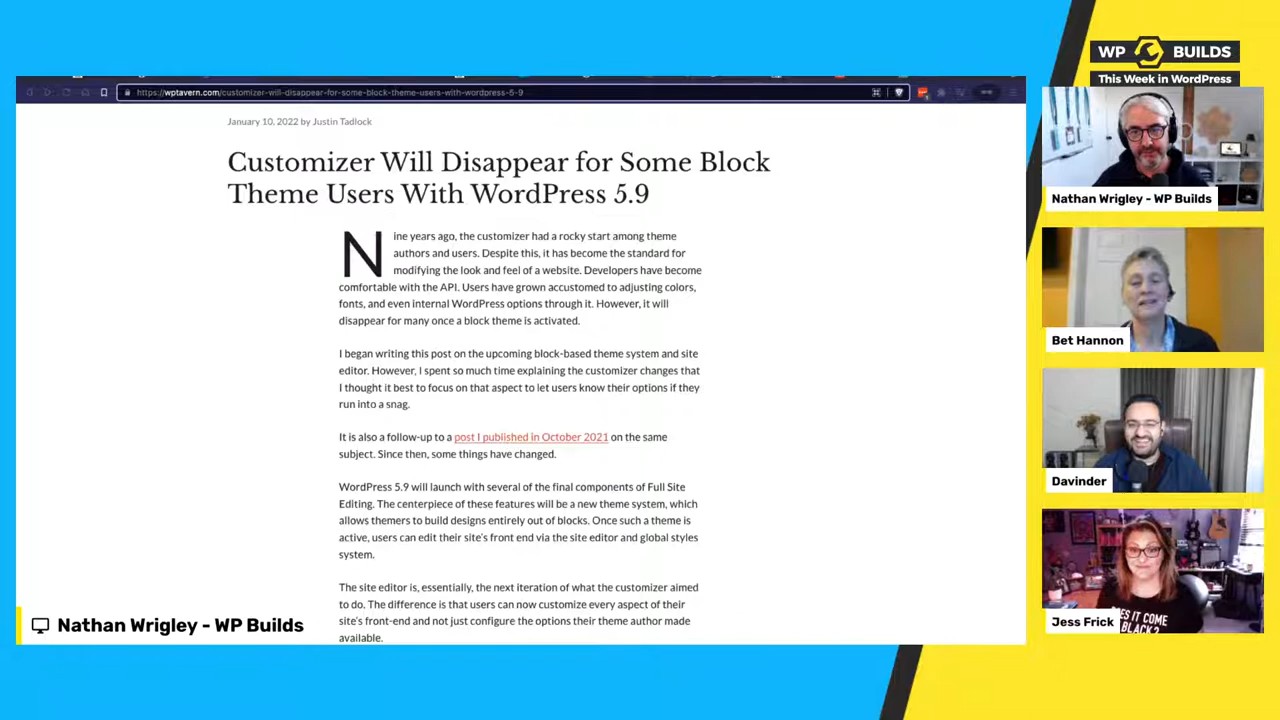 WP BUILDS
This Week in WordPress
https://wptavern.com/customizer-will-disappear-for-some-block-theme-users-with-wordpress-5-9
January 10, 2022 by Justin Tadlock
Customizer Will Disappear for Some Block
Theme Users With WordPress 5.9
Nine years ago, the customizer had a rocky start among theme
authors and users. Despite this, it has become the standard for
modifying the look and feel of a website. Developers have become
comfortable with the API. Users have grown accustomed to adjusting colors,
fonts, and even internal WordPress options through it. However, it will
disappear for many once a block theme is activated.
I began writing this post on the upcoming block-based theme system and site
editor. However, I spent so much time explaining the customizer changes that
I thought it best to focus on that aspect to let users know their options if they
run into a snag.
It is also a follow-up to a post I published in October 2021 on the same
subject. Since then, some things have changed.
WordPress 5.9 will launch with several of the final components of Full Site
Editing. The centerpiece of these features will be a new theme system, which
allows themers to build designs entirely out of blocks. Once such a theme is
active, users can edit their site's front end via the site editor and global styles
system.
The site editor is, essentially, the next iteration of what the customizer aimed
to do. The difference is that users can now customize every aspect of their
site's front-end and not just configure the options their theme author made
available.
Nathan Wrigley - WP Builds
Nathan Wrigley - WP Builds
Bet Hannon
Davinder
Jess Frick
DOES IT COME
BLACK?